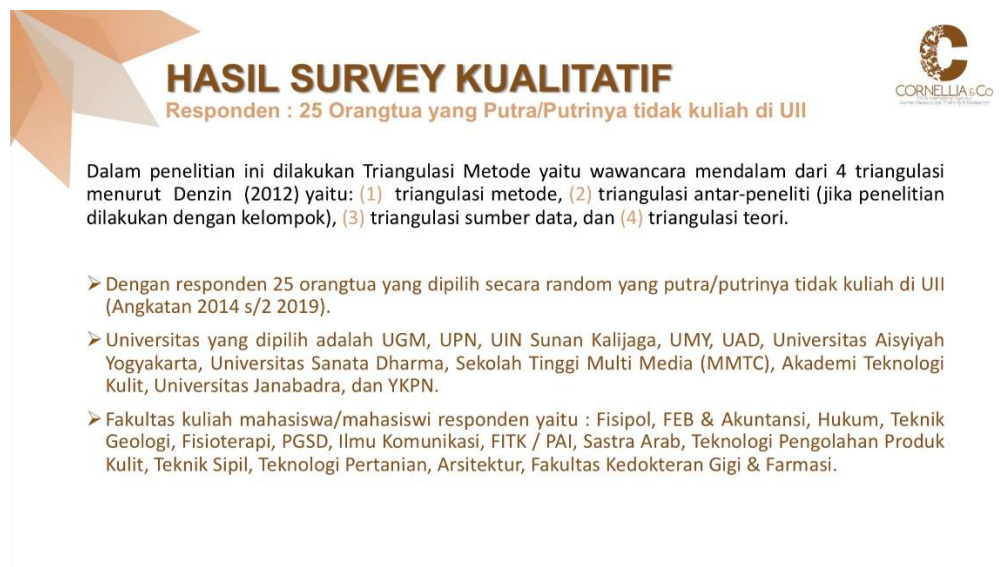 HASIL SURVEY KUALITATIF
Responden : 25 Orangtua yang Putra/Putrinya tidak kuliah di UII
CORNELLIA & Co
Dalam penelitian ini dilakukan Triangulasi Metode yaitu wawancara mendalam dari 4 triangulasi
menurut Denzin (2012) yaitu: (1) triangulasi metode, (2) triangulasi antar-peneliti (jika penelitian
dilakukan dengan kelompok), (3) triangulasi sumber data, dan (4) triangulasi teori.
➢ Dengan responden 25 orangtua yang dipilih secara random yang putra/putrinya tidak kuliah di UII
(Angkatan 2014 s/2 2019).
➢ Universitas yang dipilih adalah UGM, UPN, UIN Sunan Kalijaga, UMY, UAD, Universitas Aisyiyah
Yogyakarta, Universitas Sanata Dharma, Sekolah Tinggi Multi Media (MMTC), Akademi Teknologi
Kulit, Universitas Janabadra, dan YKPN.
➢ Fakultas kuliah mahasiswa/mahasiswi responden yaitu : Fisipol, FEB & Akuntansi, Hukum, Teknik
Geologi, Fisioterapi, PGSD, Ilmu Komunikasi, FITK / PAI, Sastra Arab, Teknologi Pengolahan Produk
Kulit, Teknik Sipil, Teknologi Pertanian, Arsitektur, Fakultas Kedokteran Gigi & Farmasi.